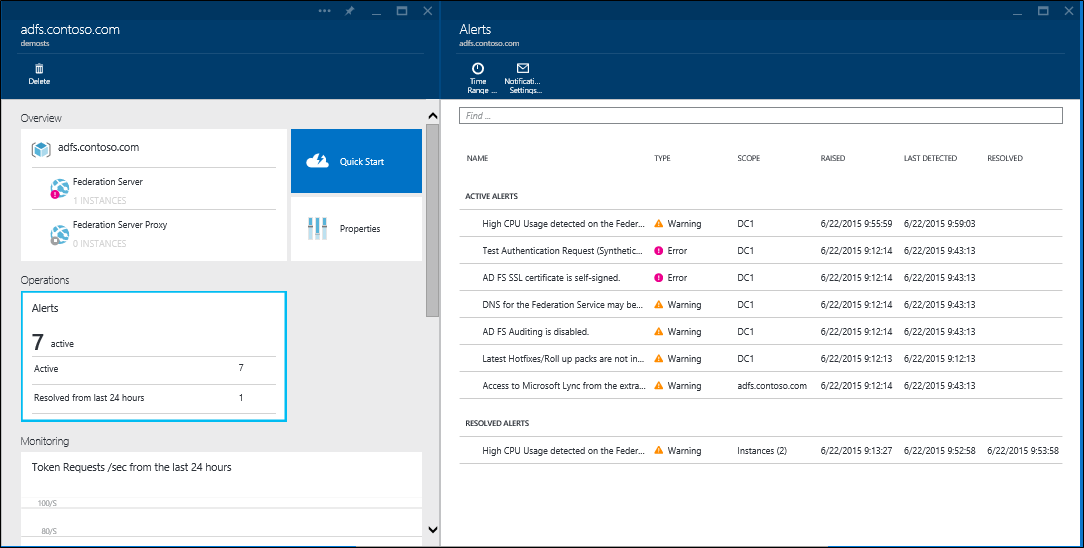 adfs.contoso.com
demosts
Delete
Overview
adfs.contoso.com
Federation Server
1 INSTANCES
Federation Server Proxy
0 INSTANCES
Quick Start
Properties
Operations
Alerts
7 active
Active 7
Resolved from last 24 hours 1
Monitoring
Token Requests /sec from the last 24 hours
100/S
80/S
Alerts
adfs.contoso.com
Time Range ...
Notificati... Settings...
Find ...
NAME TYPE SCOPE RAISED LAST DETECTED RESOLVED
ACTIVE ALERTS
High CPU Usage detected on the Feder... Warning DC1 6/22/2015 9:55:59 6/22/2015 9:59:03
Test Authentication Request (Synthetic... Error DC1 6/22/2015 9:12:14 6/22/2015 9:43:13
AD FS SSL certificate is self-signed. Error DC1 6/22/2015 9:12:14 6/22/2015 9:43:13
DNS for the Federation Service may be... Warning DC1 6/22/2015 9:12:14 6/22/2015 9:43:13
AD FS Auditing is disabled. Warning DC1 6/22/2015 9:12:14 6/22/2015 9:43:13
Latest Hotfixes/Roll up packs are not in... Warning DC1 6/22/2015 9:12:13 6/22/2015 9:12:13
Access to Microsoft Lync from the extra... Warning adfs.contoso.com 6/22/2015 9:12:14 6/22/2015 9:43:13
RESOLVED ALERTS
High CPU Usage detected on the Feder... Warning Instances (2) 6/22/2015 9:13:27 6/22/2015 9:52:58 6/22/2015 9:53:58